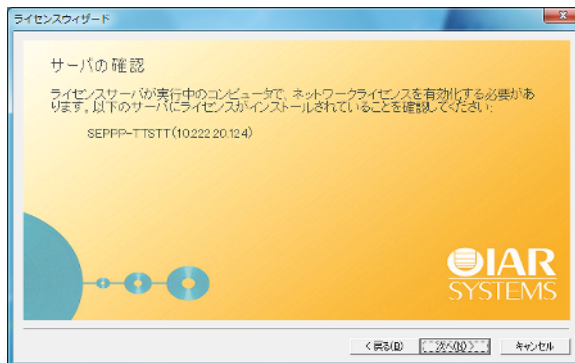 ライセンスウィザード
サーバの確認
ライセンスサーバが実行中のコンピュータで、ネットワークライセンスを有効化する必要があ
ります。以下のサーバにライセンスがインストールされていることを確認してください:
SEPPP-TTSTT(10.222.20.124)
IAR
SYSTEMS
< 戻る(B)
次へ(N) >
キャンセル